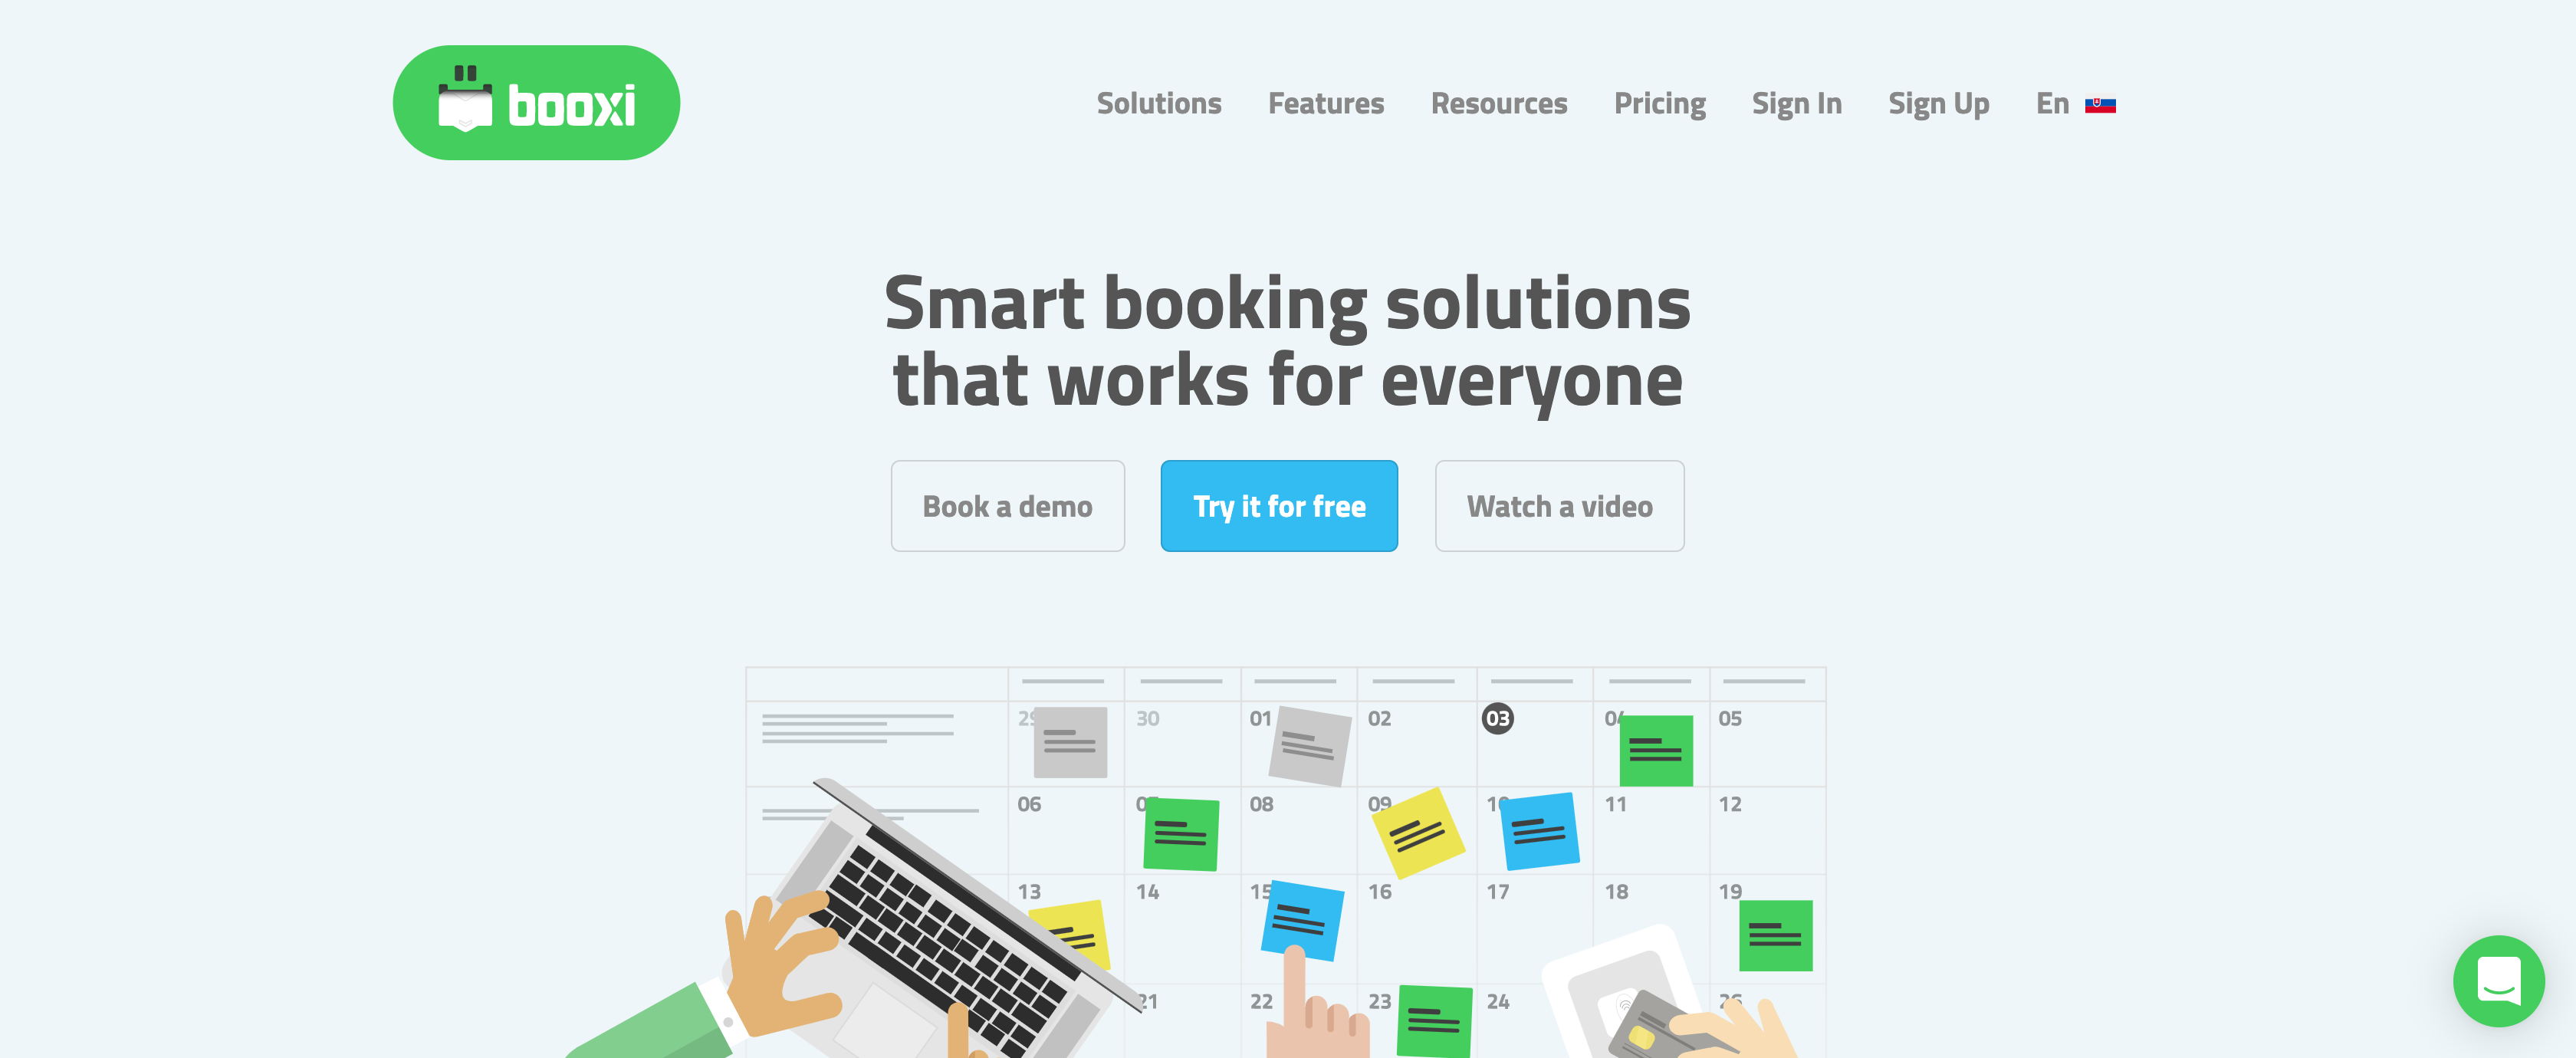 booxi
Solutions Features Resources Pricing Sign In Sign Up En
Smart booking solutions
that works for everyone
Book a demo Try it for free Watch a video
29 30 01 02 03 04 05
06 07 08 09 10 11 12
13 14 15 16 17 18 19
21 22 23 24 26